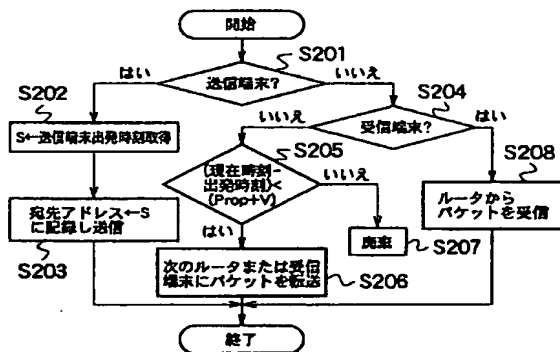 開始
S201
はい
送信端末?
いいえ
S202
S←送信端末出発時刻取得
S204
いいえ
受信端末?
はい
S205
(現在時刻-
出発時刻)<
(Prop+V)
いいえ
S208
ルータから
パケットを受信
宛先アドレス←S
に記録し送信
S203
はい
廃棄
S207
次のルータまたは受信
端末にパケットを転送
S206
終了